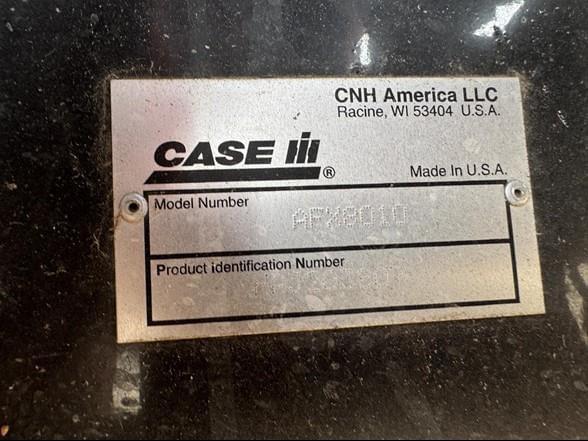 CNH America LLC
Racine, WI 53404 U.S.A.
CASE IH ®
Made In U.S.A.
Model Number
AFX8010
Product identification Number